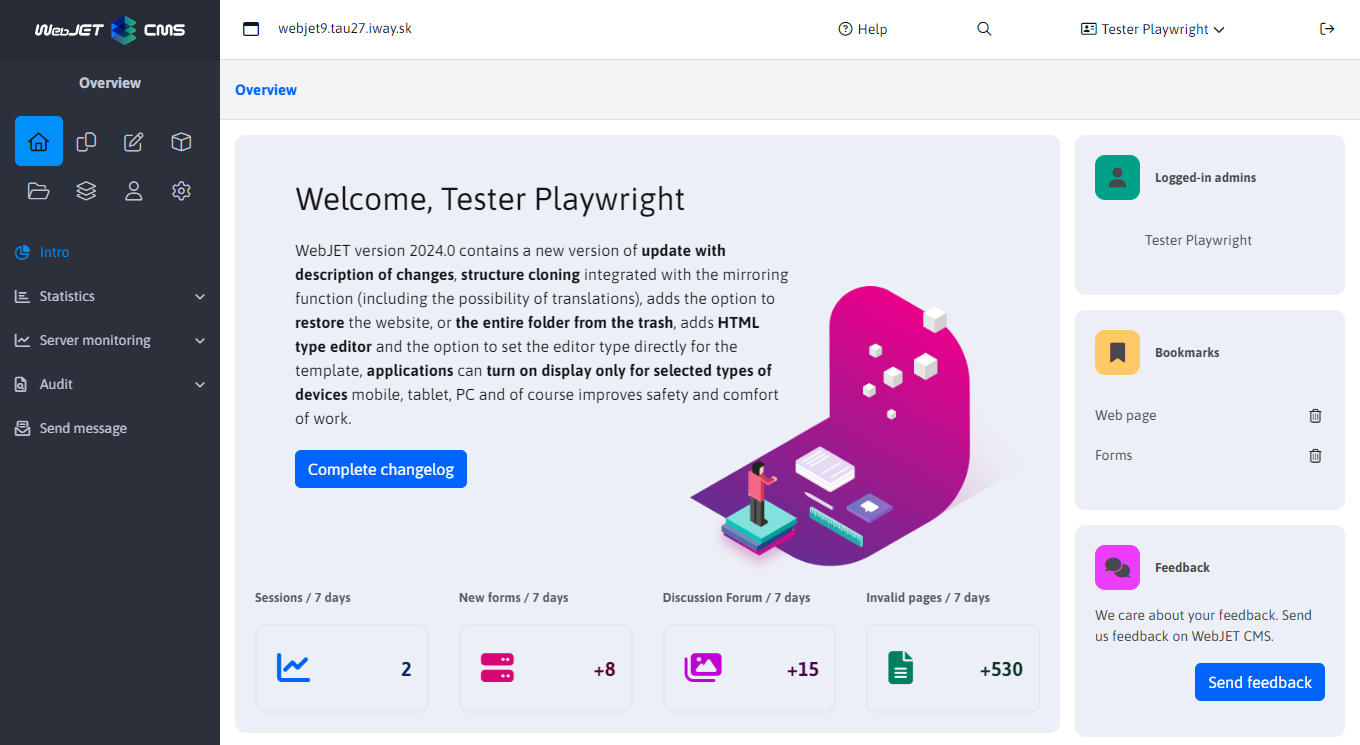 WebJET CMS
webjet9.tau27.iway.sk
Help
Tester Playwright
Overview
Intro
Statistics
Server monitoring
Audit
Send message
Overview
Welcome, Tester Playwright
WebJET version 2024.0 contains a new version of update with
description of changes, structure cloning integrated with the mirroring
function (including the possibility of translations), adds the option to
restore the website, or the entire folder from the trash, adds HTML
type editor and the option to set the editor type directly for the
template, applications can turn on display only for selected types of
devices mobile, tablet, PC and of course improves safety and comfort
of work.
Complete changelog
Sessions / 7 days
2
New forms / 7 days
+8
Discussion Forum / 7 days
+15
Invalid pages / 7 days
+530
Logged-in admins
Tester Playwright
Bookmarks
Web page
Forms
Feedback
We care about your feedback. Send
us feedback on WebJET CMS.
Send feedback